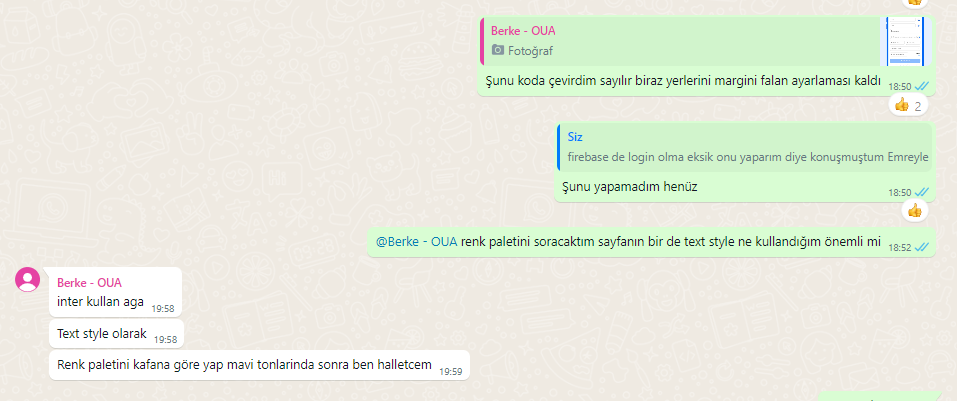 Berke - OUA
Fotoğraf
Şunu koda çevirdim sayılır biraz yerlerini margini falan ayarlaması kaldı 18:50
2
Siz
firebase de login olma eksik onu yaparım diye konuşmuştum Emreyle
Şunu yapamadım henüz 18:50
@Berke - OUA renk paletini soracaktım sayfanın bir de text style ne kullandığım önemli mi 18:52
Berke - OUA
inter kullan aga 19:58
Text style olarak 19:58
Renk paletini kafana göre yap mavi tonlarinda sonra ben halletcem 19:59